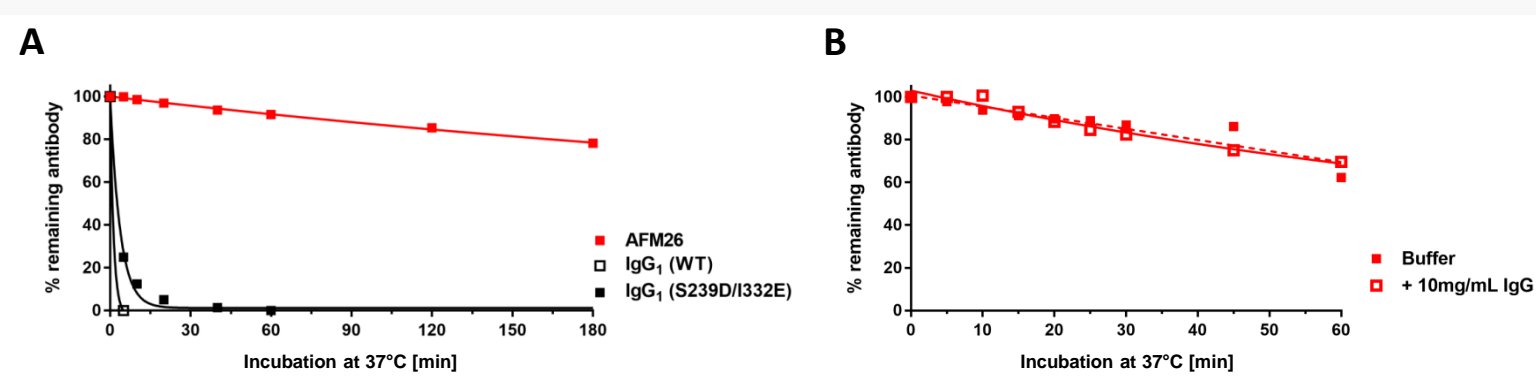 A
% remaining antibody
100
80
60
40
20
0
0 30 60 90 120 150 180
Incubation at 37°C [min]
AFM26
IgG₁ (WT)
IgG₁ (S239D/I332E)
B
% remaining antibody
100
80
60
40
20
0
0 10 20 30 40 50 60
Incubation at 37°C [min]
Buffer
+ 10mg/mL IgG